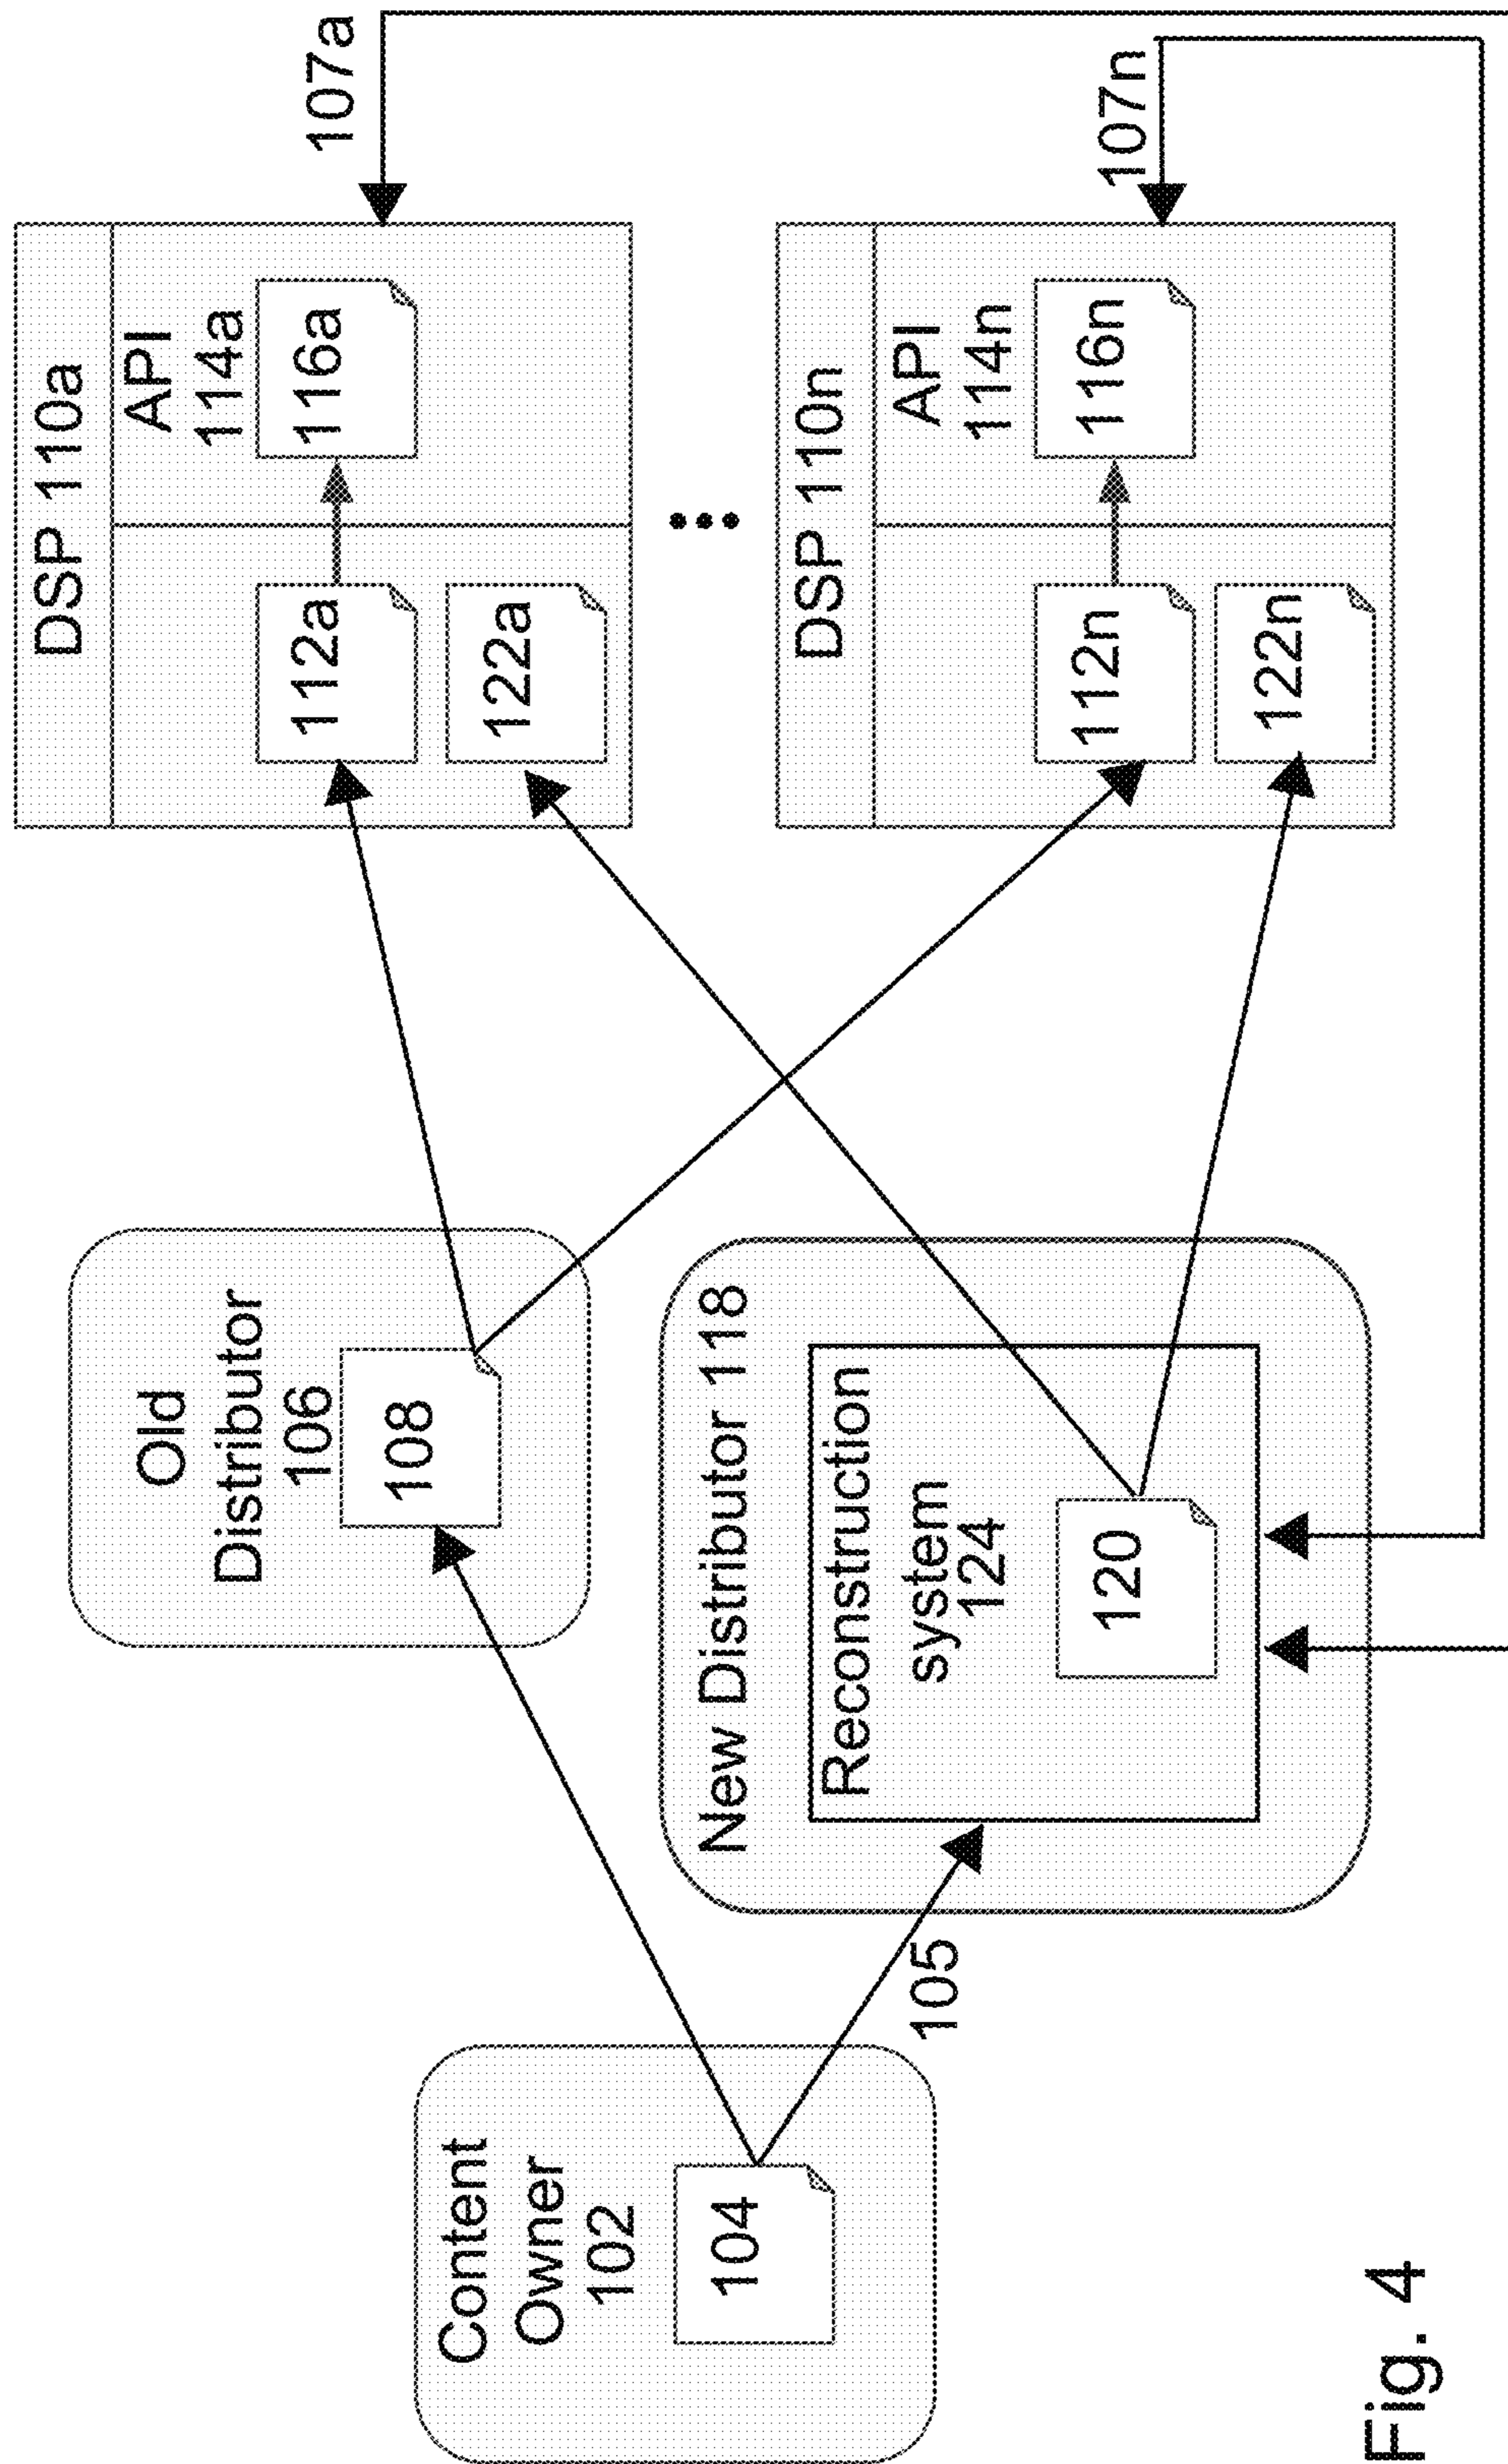 Content
Owner
102
104
105
Old
Distributor
106
108
New Distributor 118
Reconstruction
system
124
120
DSP 110a
API
114a
112a
116a
122a
107a
DSP 110n
API
114n
112n
116n
122n
107n
Fig. 4